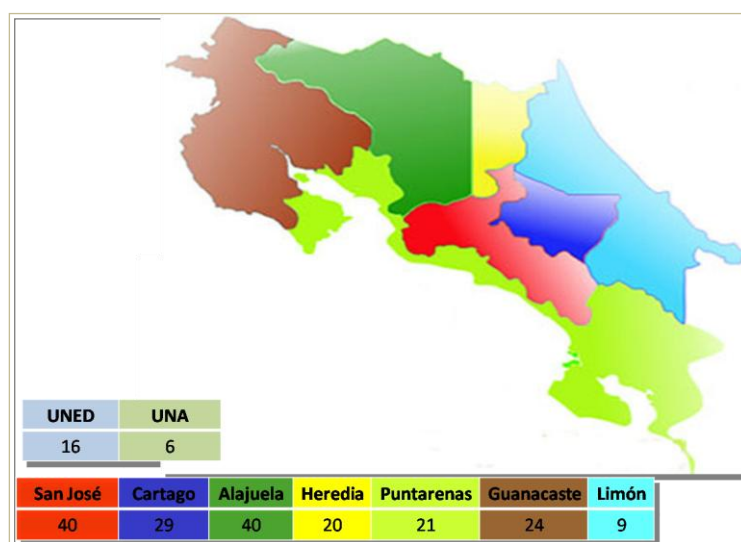 UNED UNA
16 6
San José Cartago Alajuela Heredia Puntarenas Guanacaste Limón
40 29 40 20 21 24 9